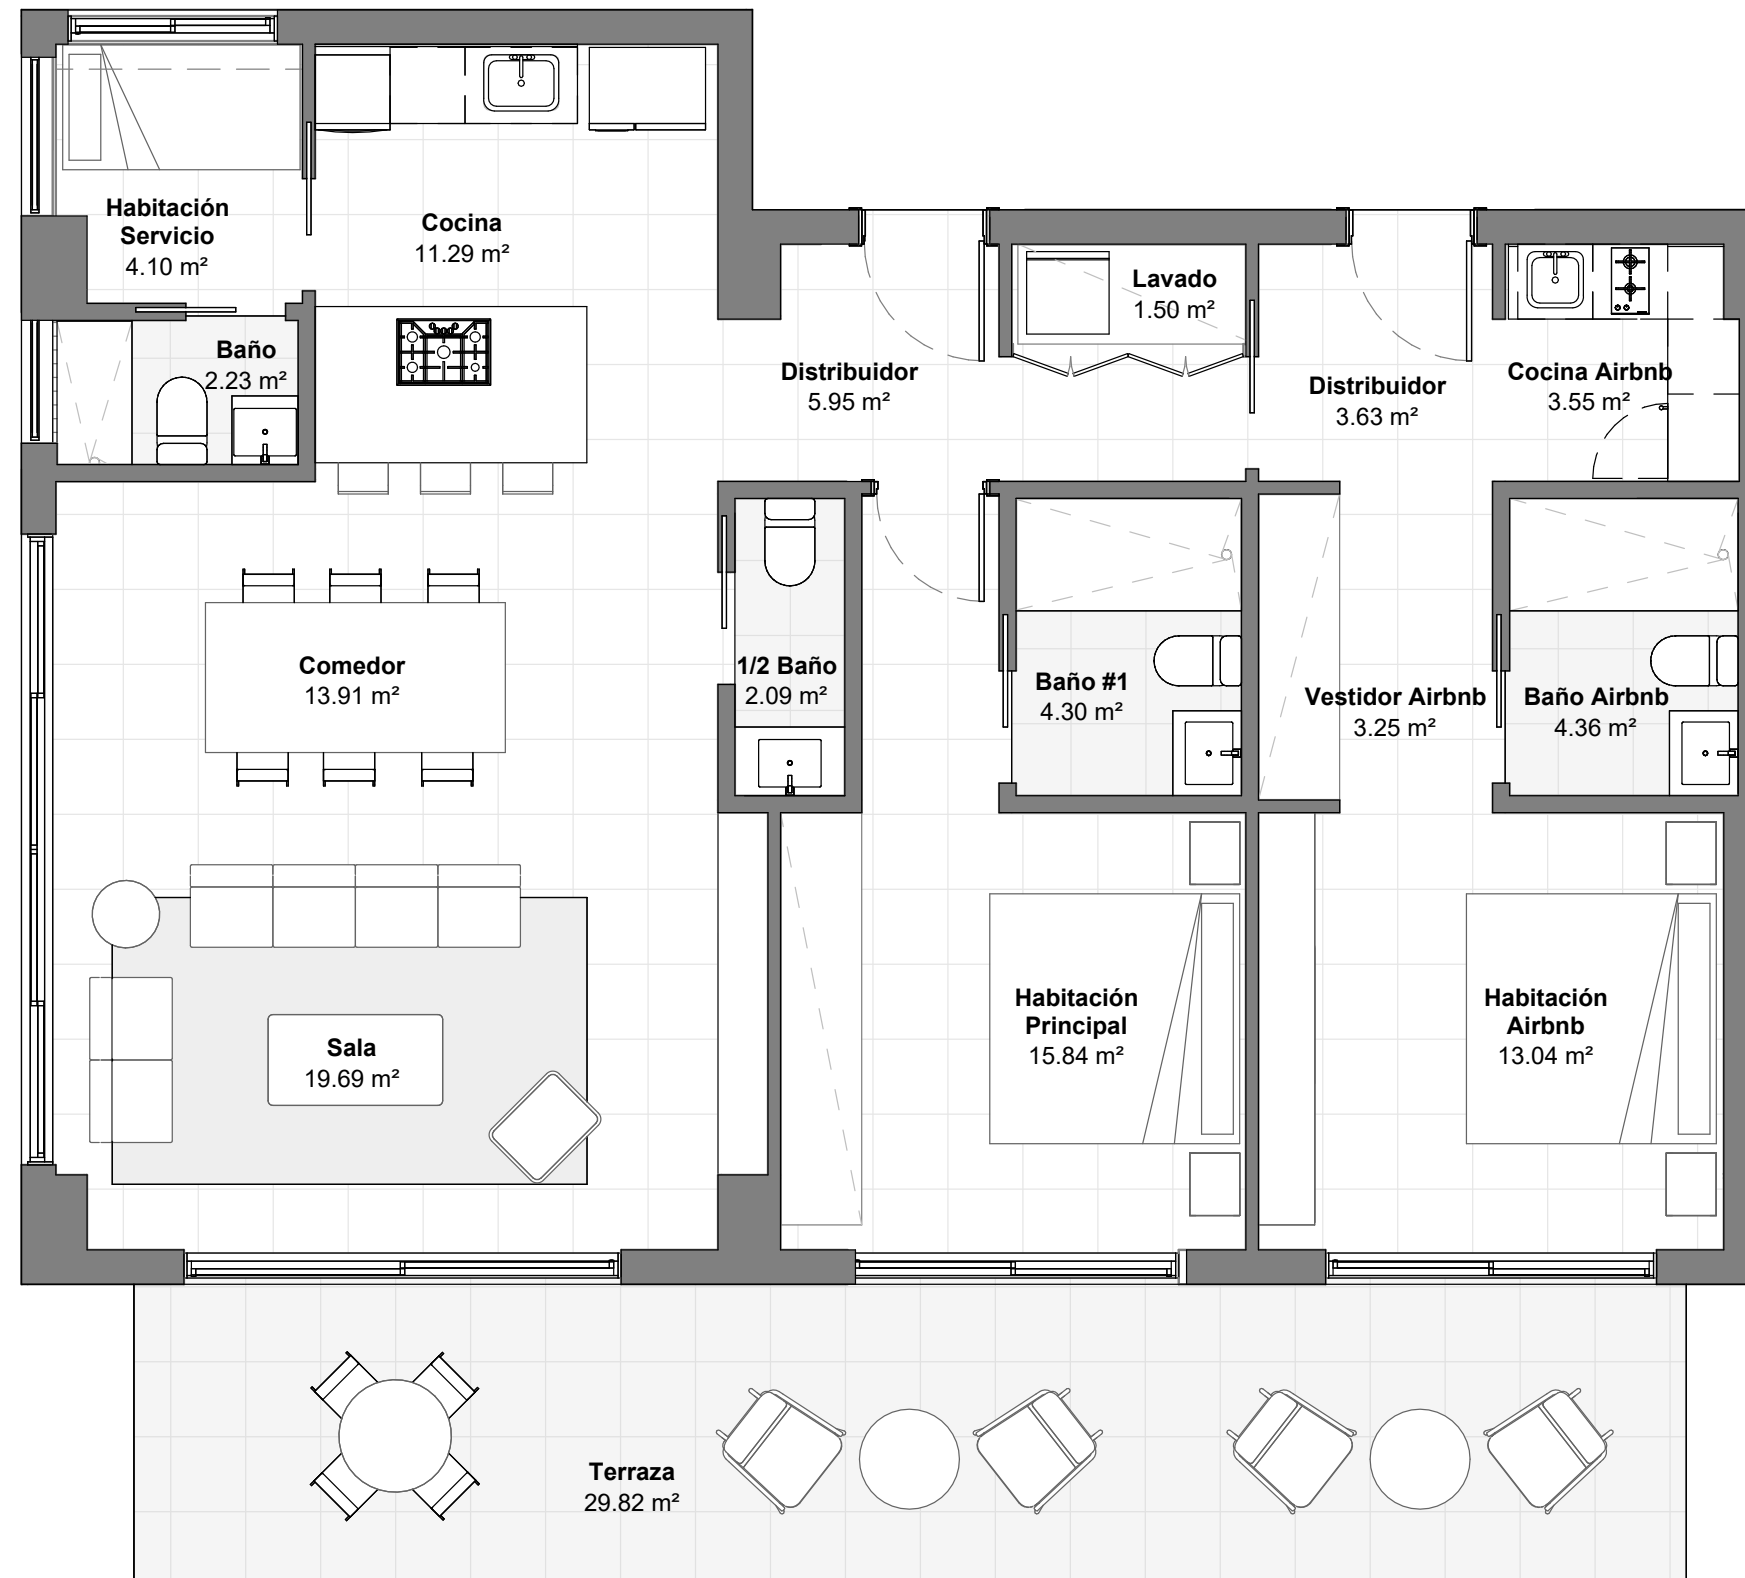 Habitación
Servicio
4.10 m²
Cocina
11.29 m²
Lavado
1.50 m²
Baño
2.23 m²
Distribuidor
5.95 m²
Distribuidor
3.63 m²
Cocina Airbnb
3.55 m²
Comedor
13.91 m²
1/2 Baño
2.09 m²
Baño #1
4.30 m²
Vestidor Airbnb
3.25 m²
Baño Airbnb
4.36 m²
Sala
19.69 m²
Habitación
Principal
15.84 m²
Habitación
Airbnb
13.04 m²
Terraza
29.82 m²